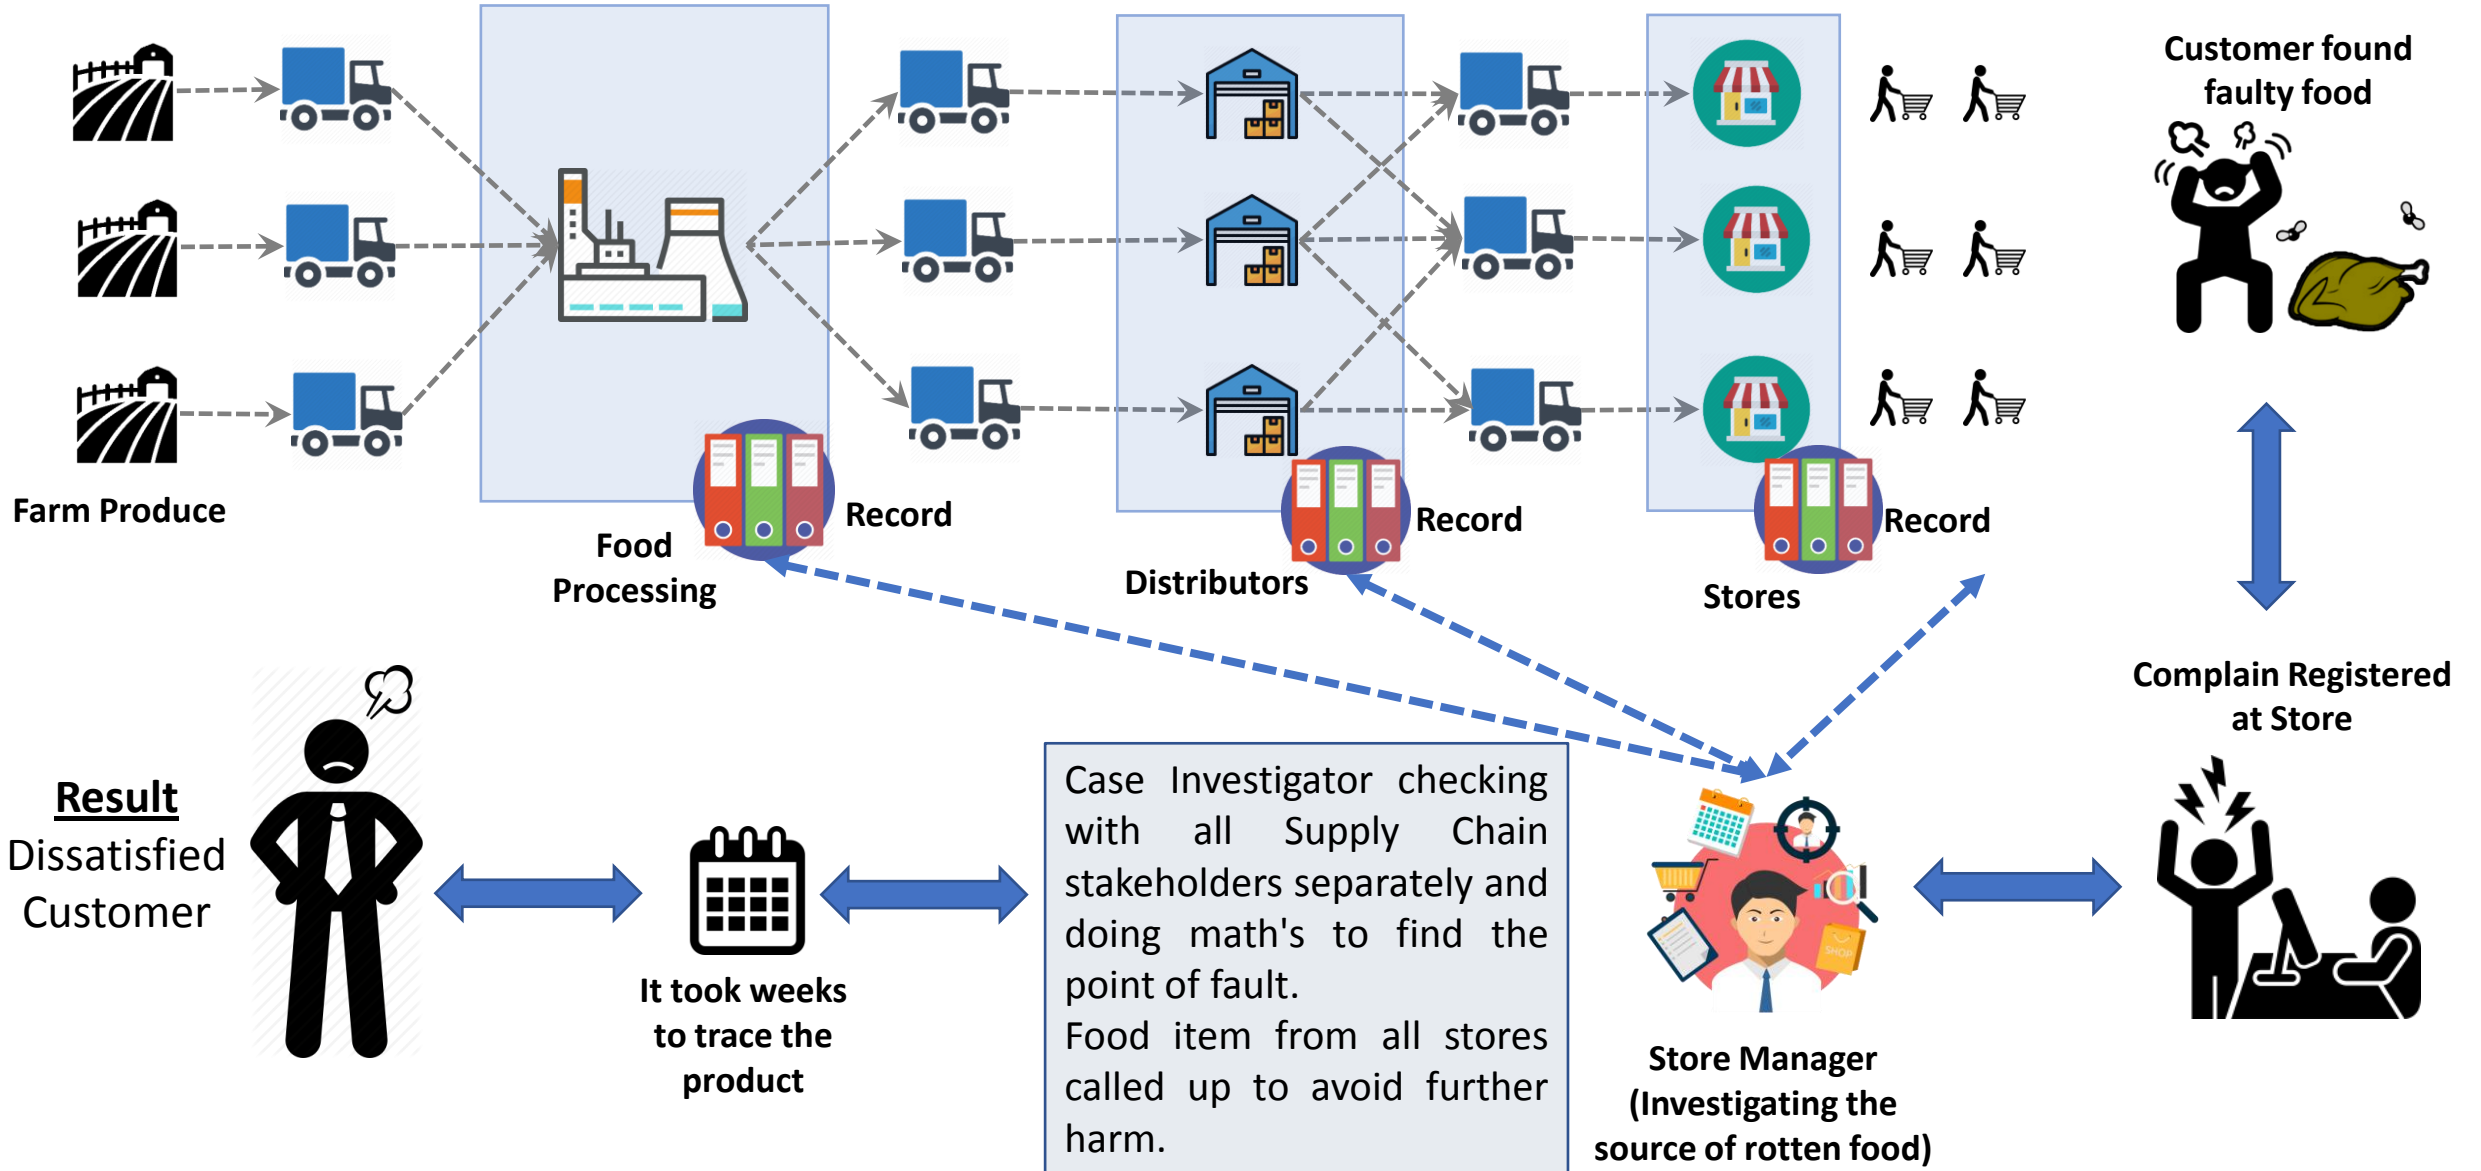 Customer found
faulty food
Farm Produce
Record
Food
Processing
Record
Distributors
Record
Stores
Complain Registered
at Store
Result
Dissatisfied
Customer
It took weeks
to trace the
product
Case Investigator checking
with all Supply Chain
stakeholders separately and
doing math's to find the
point of fault.
Food item from all stores
called up to avoid further
harm.
SHOP
Store Manager
(Investigating the
source of rotten food)